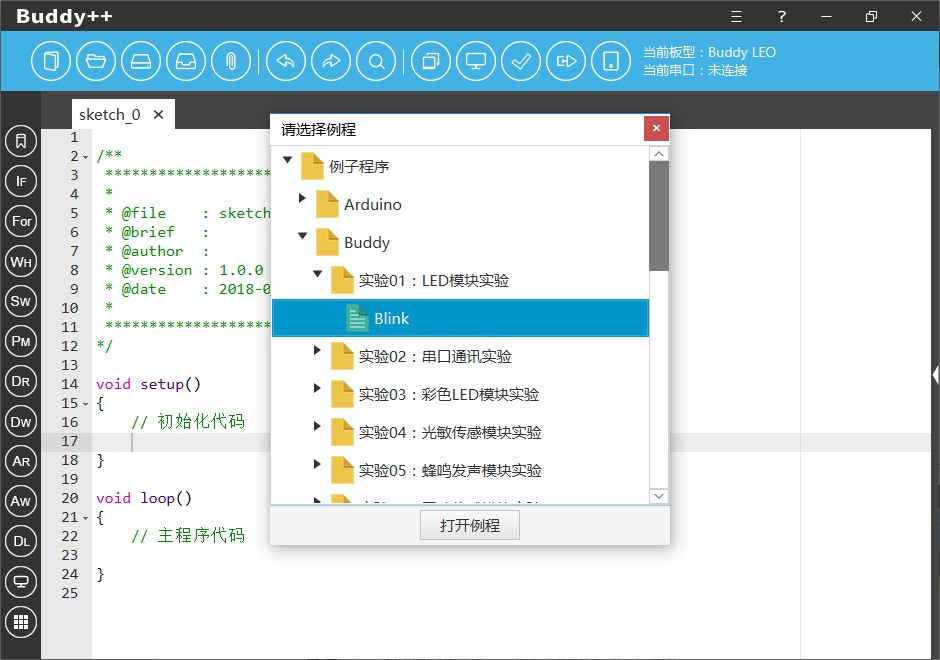 Buddy++
当前板型：Buddy LEO
当前串口：未连接
sketch_0
IF
For
WH
SW
PM
DR
DW
AR
AW
DL
1
2 /**
3 *******************
4 *
5 * @file : sketch
6 * @brief :
7 * @author :
8 * @version : 1.0.0
9 * @date : 2018-0
10 *
11 *******************
12 */
13
14 void setup()
15 {
16 // 初始化代码
17
18 }
19
20 void loop()
21 {
22 // 主程序代码
23
24 }
25
请选择例程
例子程序
Arduino
Buddy
实验01：LED模块实验
Blink
实验02：串口通讯实验
实验03：彩色LED模块实验
实验04：光敏传感模块实验
实验05：蜂鸣发声模块实验
打开例程